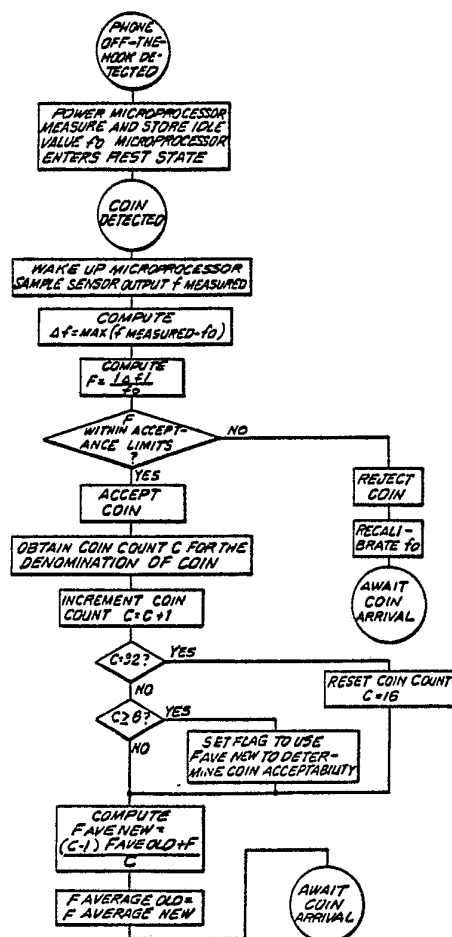 PHONE
OFF-THE-
HOOK DE-
TECTED
POWER MICROPROCESSOR
MEASURE AND STORE IDLE
VALUE fo MICROPROCESSOR
ENTERS REST STATE
COIN
DETECTED
WAKE UP MICROPROCESSOR
SAMPLE SENSOR OUTPUT f MEASURED
COMPUTE
Δf=MAX(f MEASURED-fo)
COMPUTE
F= |Δf|
fo
F
WITHIN ACCEPT-
ANCE LIMITS
?
NO
YES
ACCEPT
COIN
REJECT
COIN
RECALI-
BRATE fo
AWAIT
COIN
ARRIVAL
OBTAIN COIN COUNT C FOR THE
DENOMINATION OF COIN
INCREMENT COIN
COUNT C=C+1
C=32?
YES
NO
RESET COIN COUNT
C=16
C≥8?
YES
NO
SET FLAG TO USE
FAVE NEW TO DETER-
MINE COIN ACCEPTABILITY
COMPUTE
FAVE NEW=
(C-1) FAVE OLD+F
C
F AVERAGE OLD=
F AVERAGE NEW
AWAIT
COIN
ARRIVAL